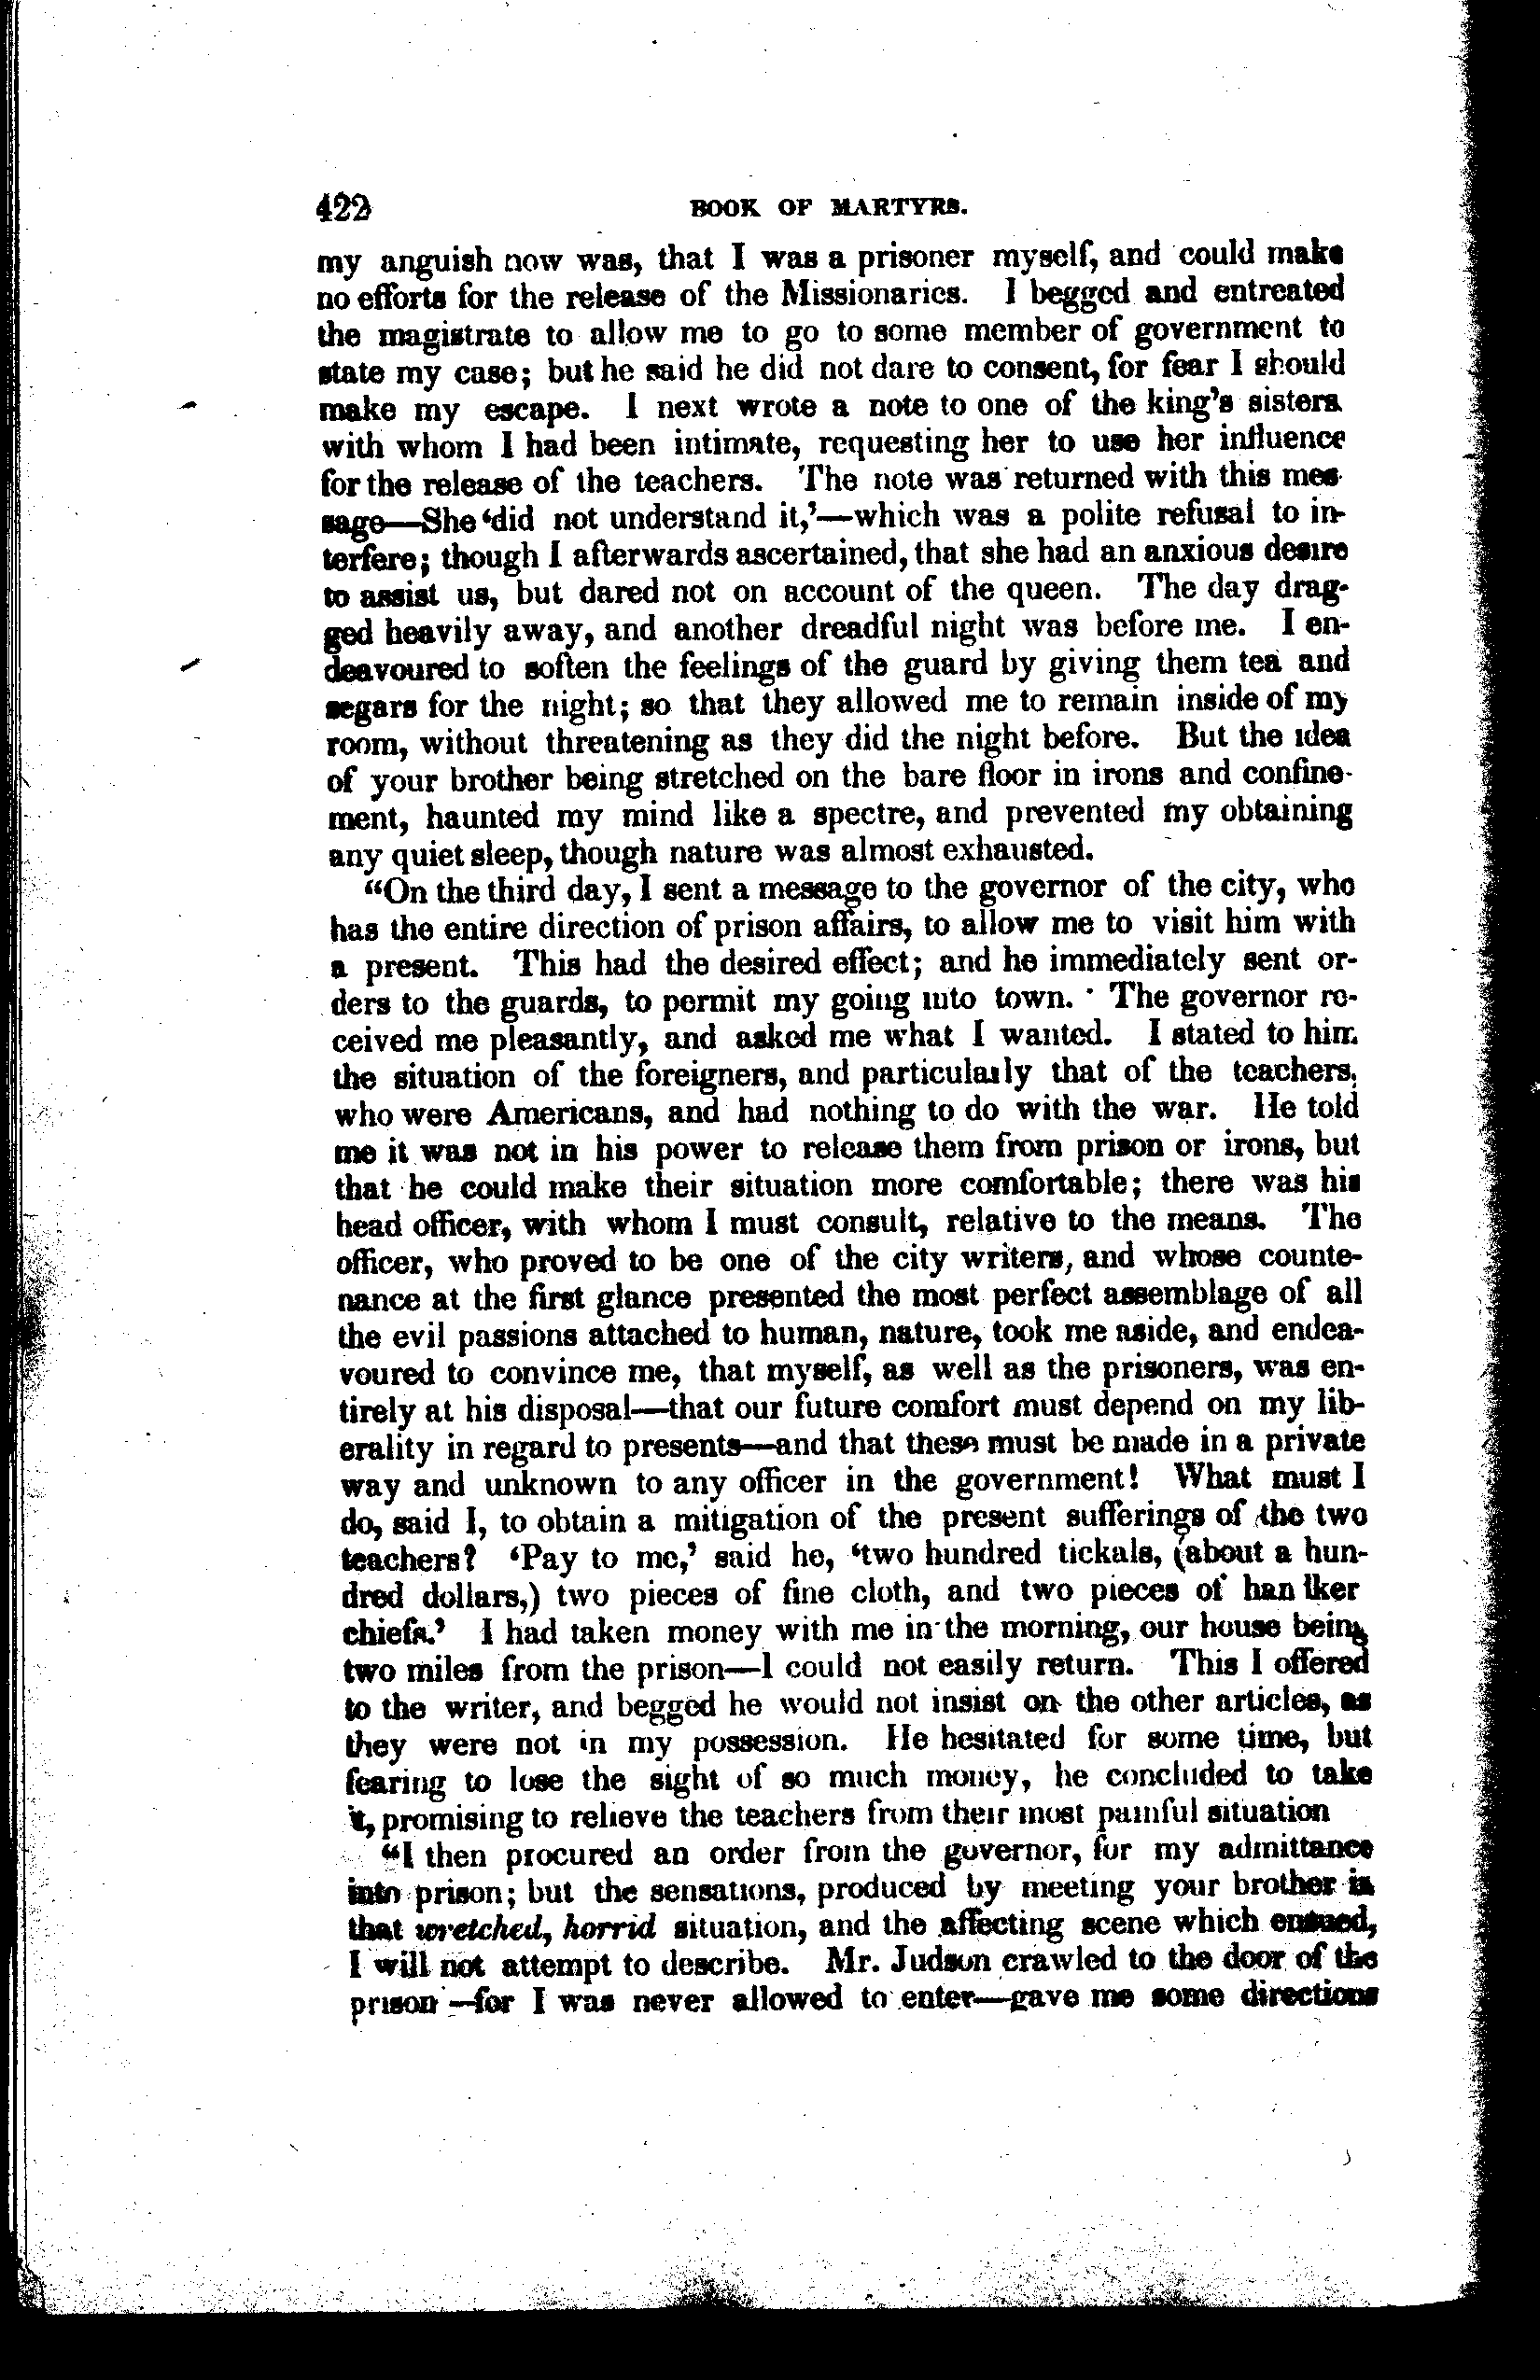 422 BOOK OF MARTYRS.
my anguish now was, that I was a prisoner myself, and could make
no efforts for the release of the Missionaries. I begged and entreated
the magistrate to allow me to go to some member of government to
state my case; but he said he did not dare to consent, for fear I should
make my escape. I next wrote a note to one of the king's sisters
with whom I had been intimate, requesting her to use her influence
for the release of the teachers. The note was returned with this mes-
sage—She 'did not understand it,'—which was a polite refusal to in-
terfere; though I afterwards ascertained, that she had an anxious desire
to assist us, but dared not on account of the queen. The day drag-
ged heavily away, and another dreadful night was before me. I en-
deavoured to soften the feelings of the guard by giving them tea and
segars for the night; so that they allowed me to remain inside of my
room, without threatening as they did the night before. But the idea
of your brother being stretched on the bare floor in irons and confine-
ment, haunted my mind like a spectre, and prevented my obtaining
any quiet sleep, though nature was almost exhausted.
"On the third day, I sent a message to the governor of the city, who
has the entire direction of prison affairs, to allow me to visit him with
a present. This had the desired effect; and he immediately sent or-
ders to the guards, to permit my going into town. The governor re-
ceived me pleasantly, and asked me what I wanted. I stated to him
the situation of the foreigners, and particularly that of the teachers,
who were Americans, and had nothing to do with the war. He told
me it was not in his power to release them from prison or irons, but
that he could make their situation more comfortable; there was his
head officer, with whom I must consult, relative to the means. The
officer, who proved to be one of the city writers, and whose counte-
nance at the first glance presented the most perfect assemblage of all
the evil passions attached to human, nature, took me aside, and endea-
voured to convince me, that myself, as well as the prisoners, was en-
tirely at his disposal—that our future comfort must depend on my lib-
erality in regard to presents—and that these must be made in a private
way and unknown to any officer in the government! What must I
do, said I, to obtain a mitigation of the present sufferings of the two
teachers? 'Pay to me,' said he, 'two hundred tickals, (about a hun-
dred dollars,) two pieces of fine cloth, and two pieces of handker
chiefs.' I had taken money with me in the morning, our house being
two miles from the prison—I could not easily return. This I offered
to the writer, and begged he would not insist on the other articles, as
they were not in my possession. He hesitated for some time, but
fearing to lose the sight of so much money, he concluded to take
it, promising to relieve the teachers from their most painful situation
"I then procured an order from the governor, for my admittance
into prison; but the sensations, produced by meeting your brother in
that wretched, horrid situation, and the affecting scene which ensued,
I will not attempt to describe. Mr. Judson crawled to the door of the
prison—for I was never allowed to enter—gave me some directions